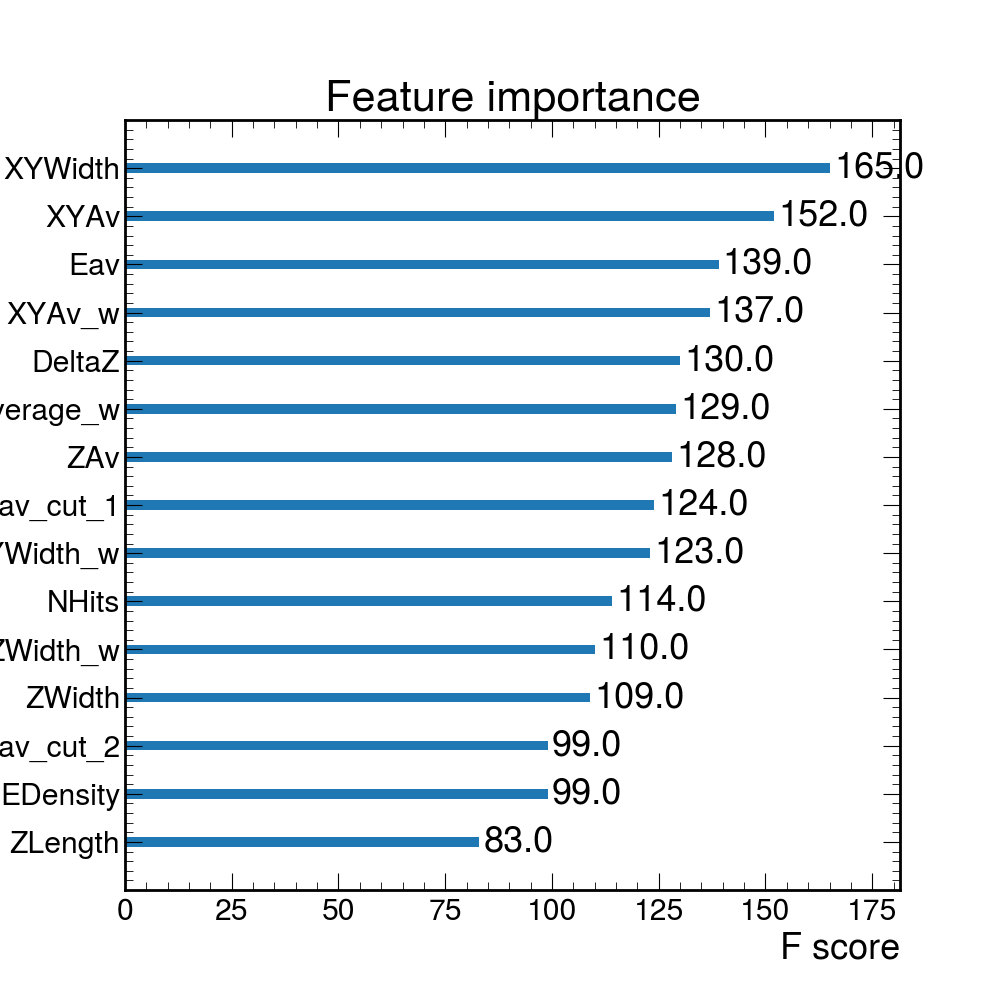 Feature importance
XYWidth 165.0
XYAv 152.0
Eav 139.0
XYAv_w 137.0
DeltaZ 130.0
verage_w 129.0
ZAv 128.0
av_cut_1 124.0
YWidth_w 123.0
NHits 114.0
ZWidth_w 110.0
ZWidth 109.0
av_cut_2 99.0
EDensity 99.0
ZLength 83.0
0 25 50 75 100 125 150 175
F score